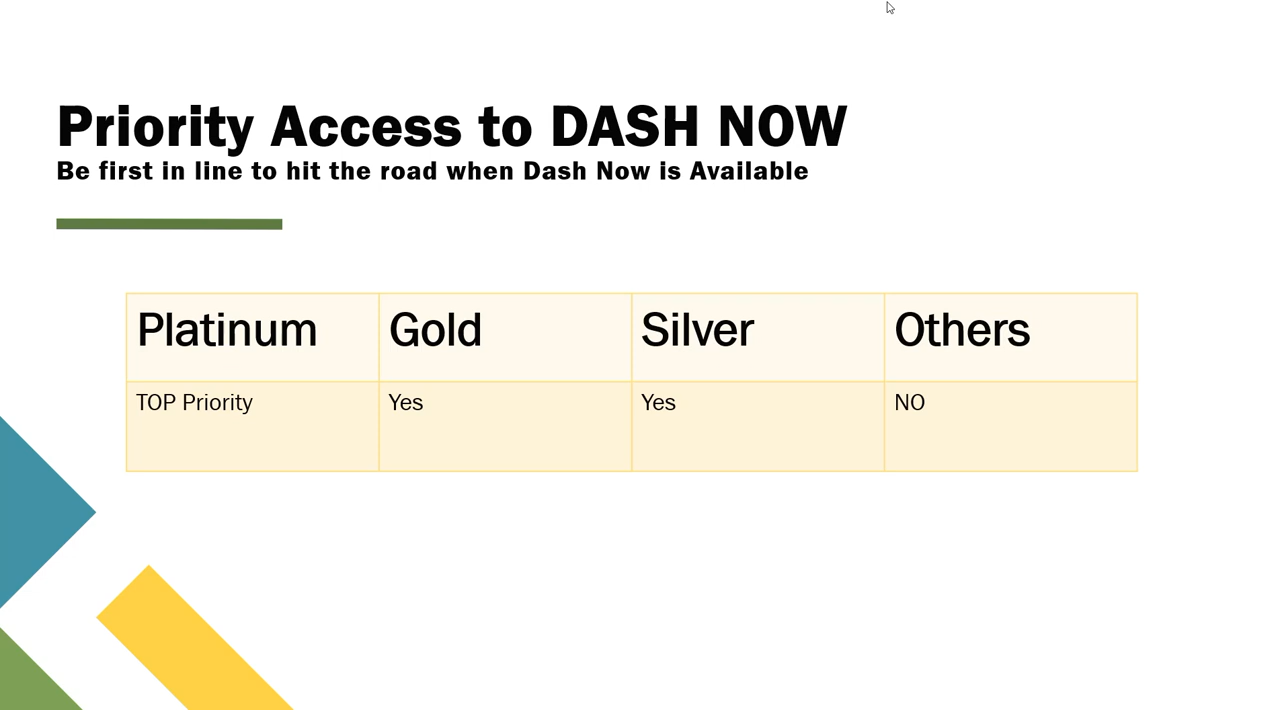 Priority Access to DASH NOW
Be first in line to hit the road when Dash Now is Available
Platinum Gold Silver Others
TOP Priority Yes Yes NO